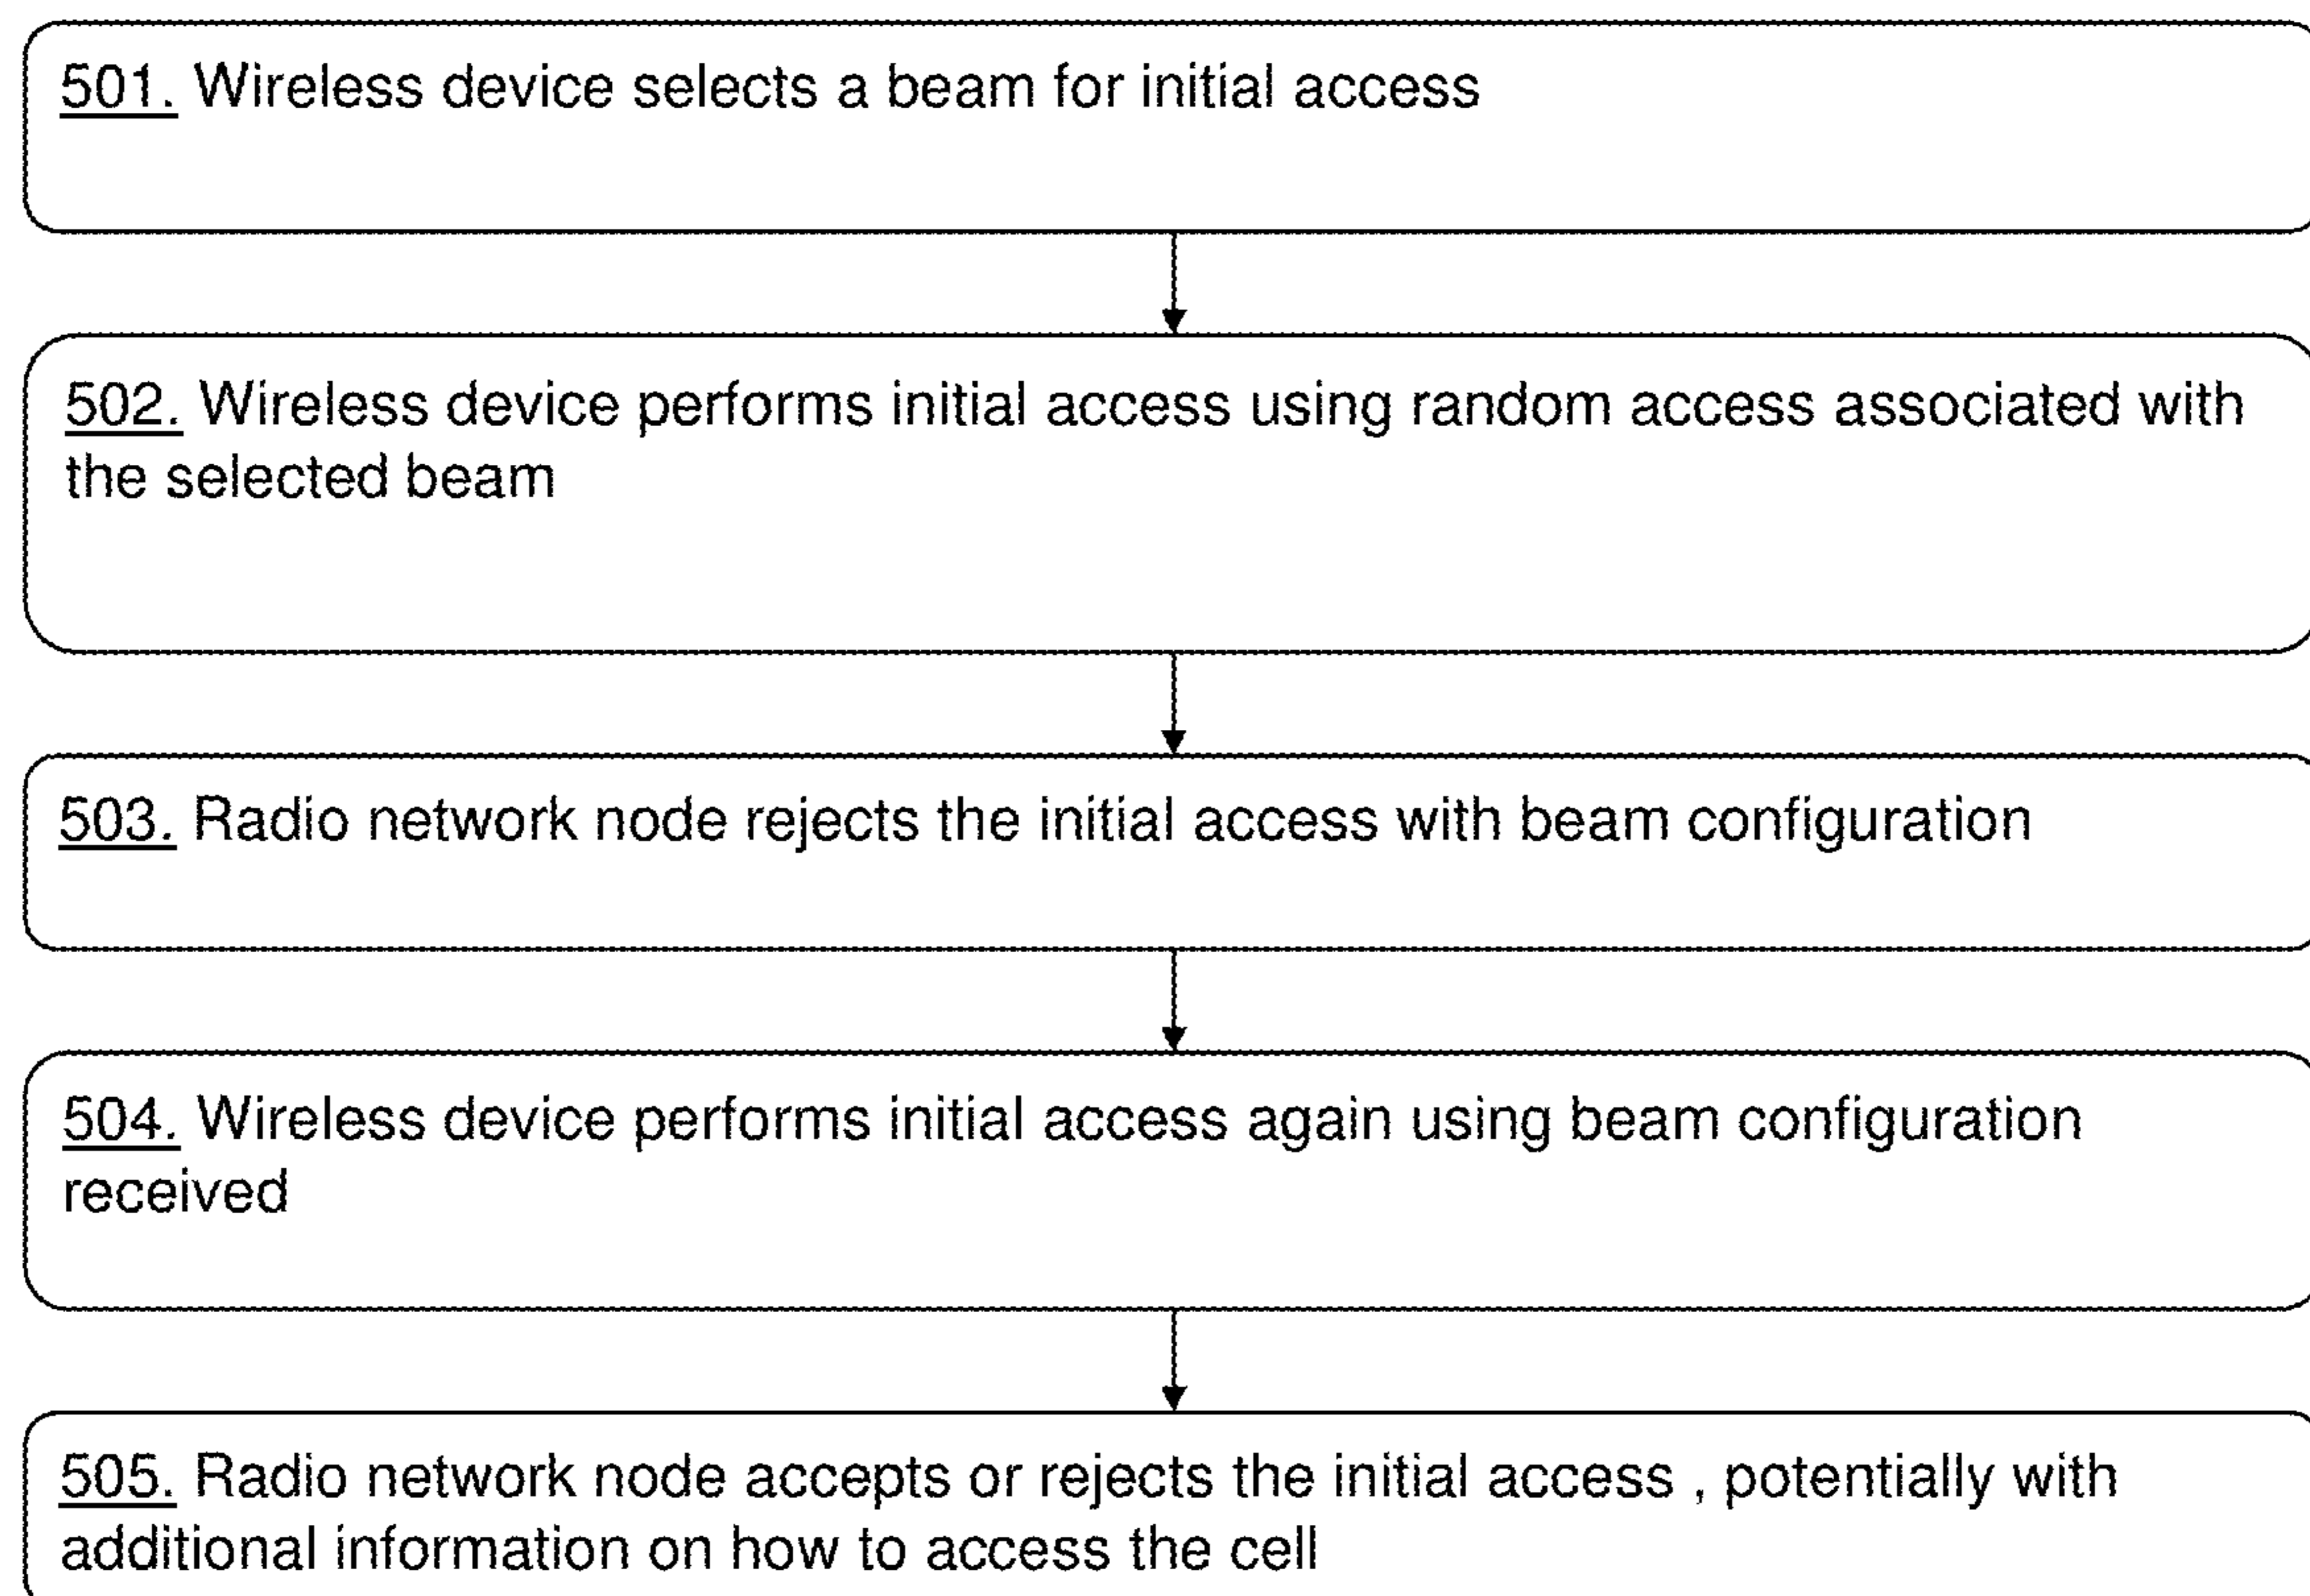 501. Wireless device selects a beam for initial access
502. Wireless device performs initial access using random access associated with
the selected beam
503. Radio network node rejects the initial access with beam configuration
504. Wireless device performs initial access again using beam configuration
received
505. Radio network node accepts or rejects the initial access , potentially with
additional information on how to access the cell